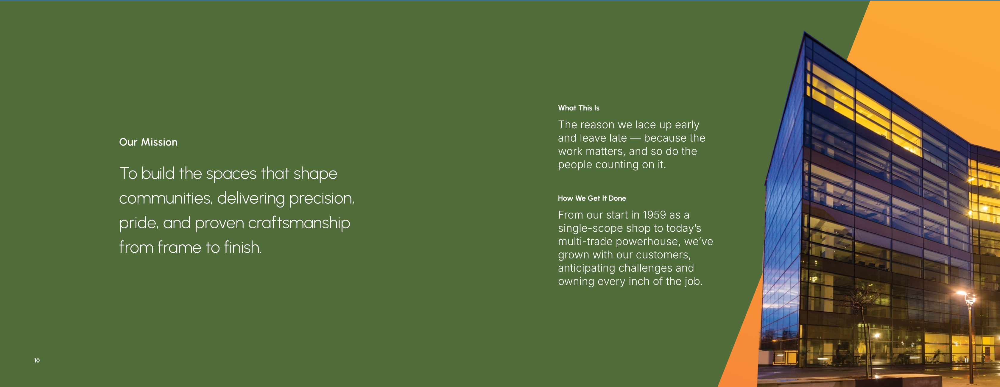 Our Mission
To build the spaces that shape
communities, delivering precision,
pride, and proven craftsmanship
from frame to finish.
10
What This Is
The reason we lace up early
and leave late — because the
work matters, and so do the
people counting on it.
How We Get It Done
From our start in 1959 as a
single-scope shop to today’s
multi-trade powerhouse, we’ve
grown with our customers,
anticipating challenges and
owning every inch of the job.
11